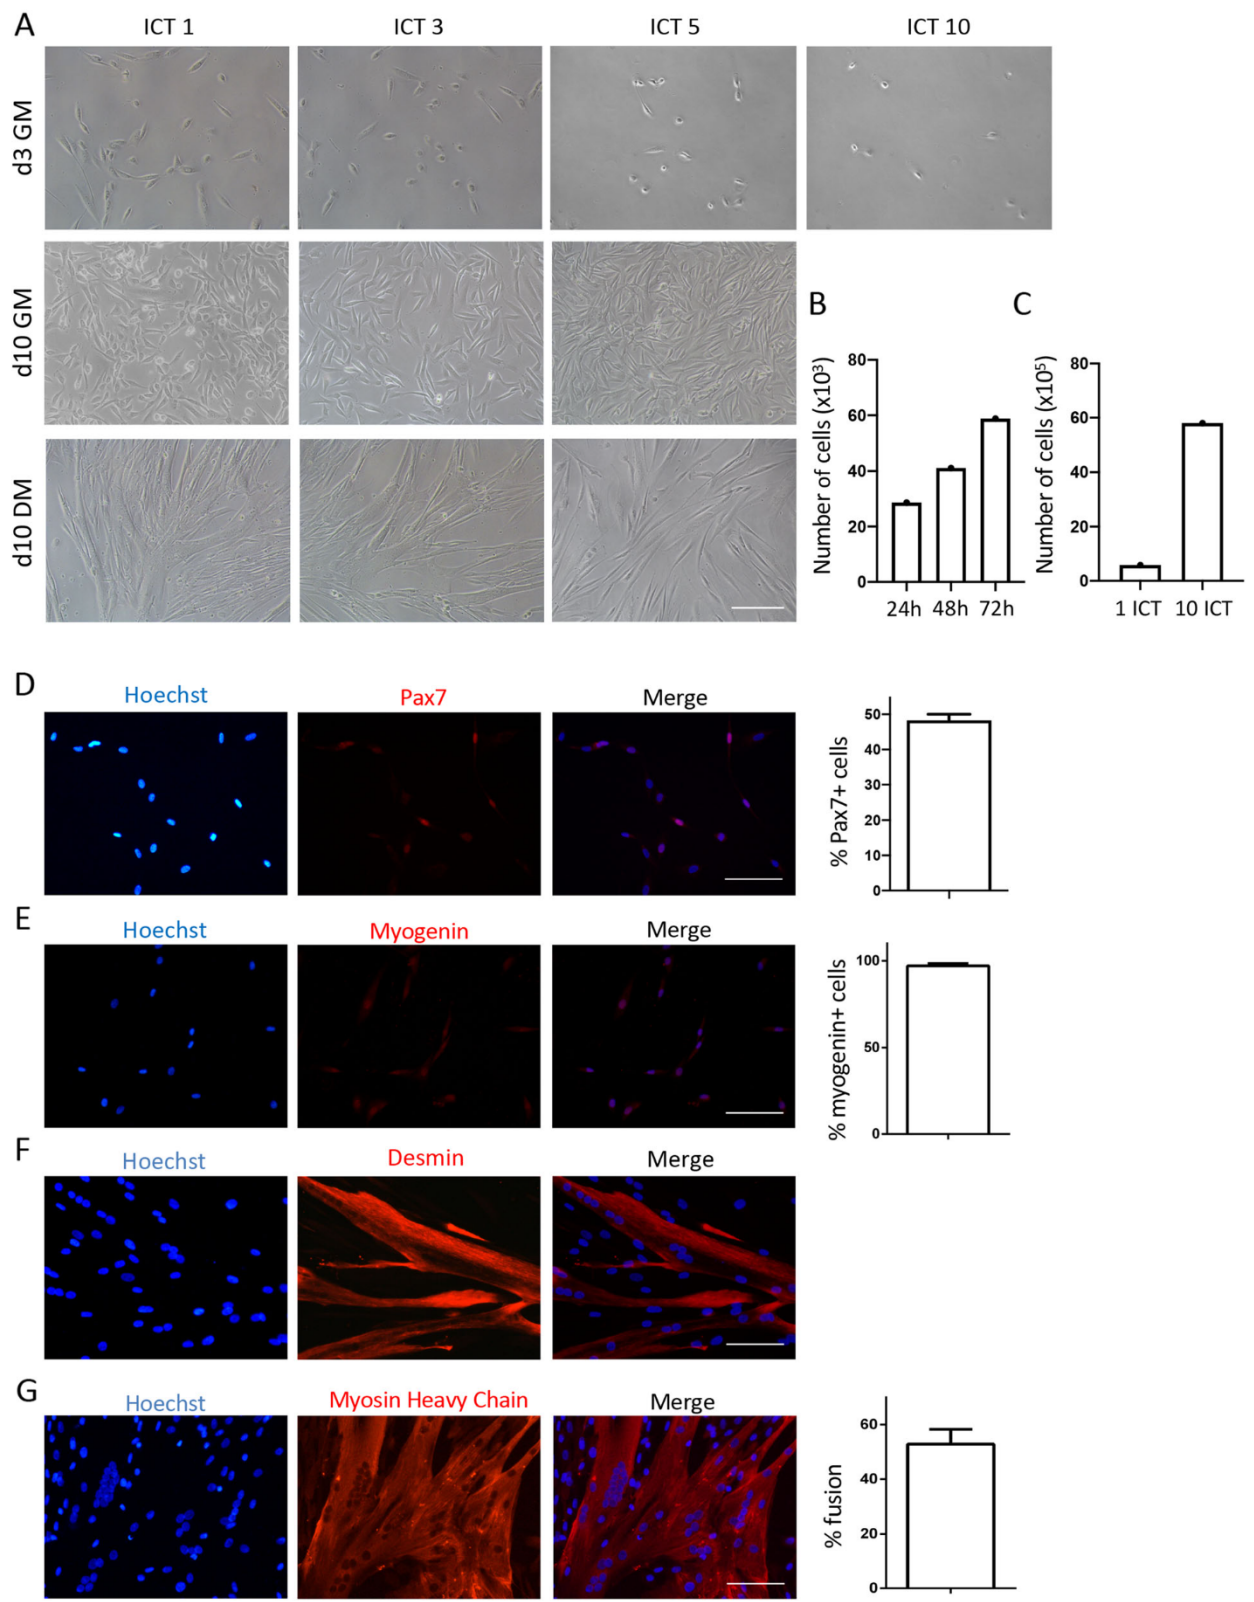 A
ICT 1
ICT 3
ICT 5
ICT 10
d3 GM
d10 GM
d10 DM
B
Number of cells (x10³)
80
60
40
20
0
24h 48h 72h
C
Number of cells (x10⁵)
80
60
40
20
0
1 ICT 10 ICT
D
Hoechst
Pax7
Merge
% Pax7+ cells
50
40
30
20
10
0
E
Hoechst
Myogenin
Merge
% myogenin+ cells
100
50
0
F
Hoechst
Desmin
Merge
G
Hoechst
Myosin Heavy Chain
Merge
% fusion
60
40
20
0